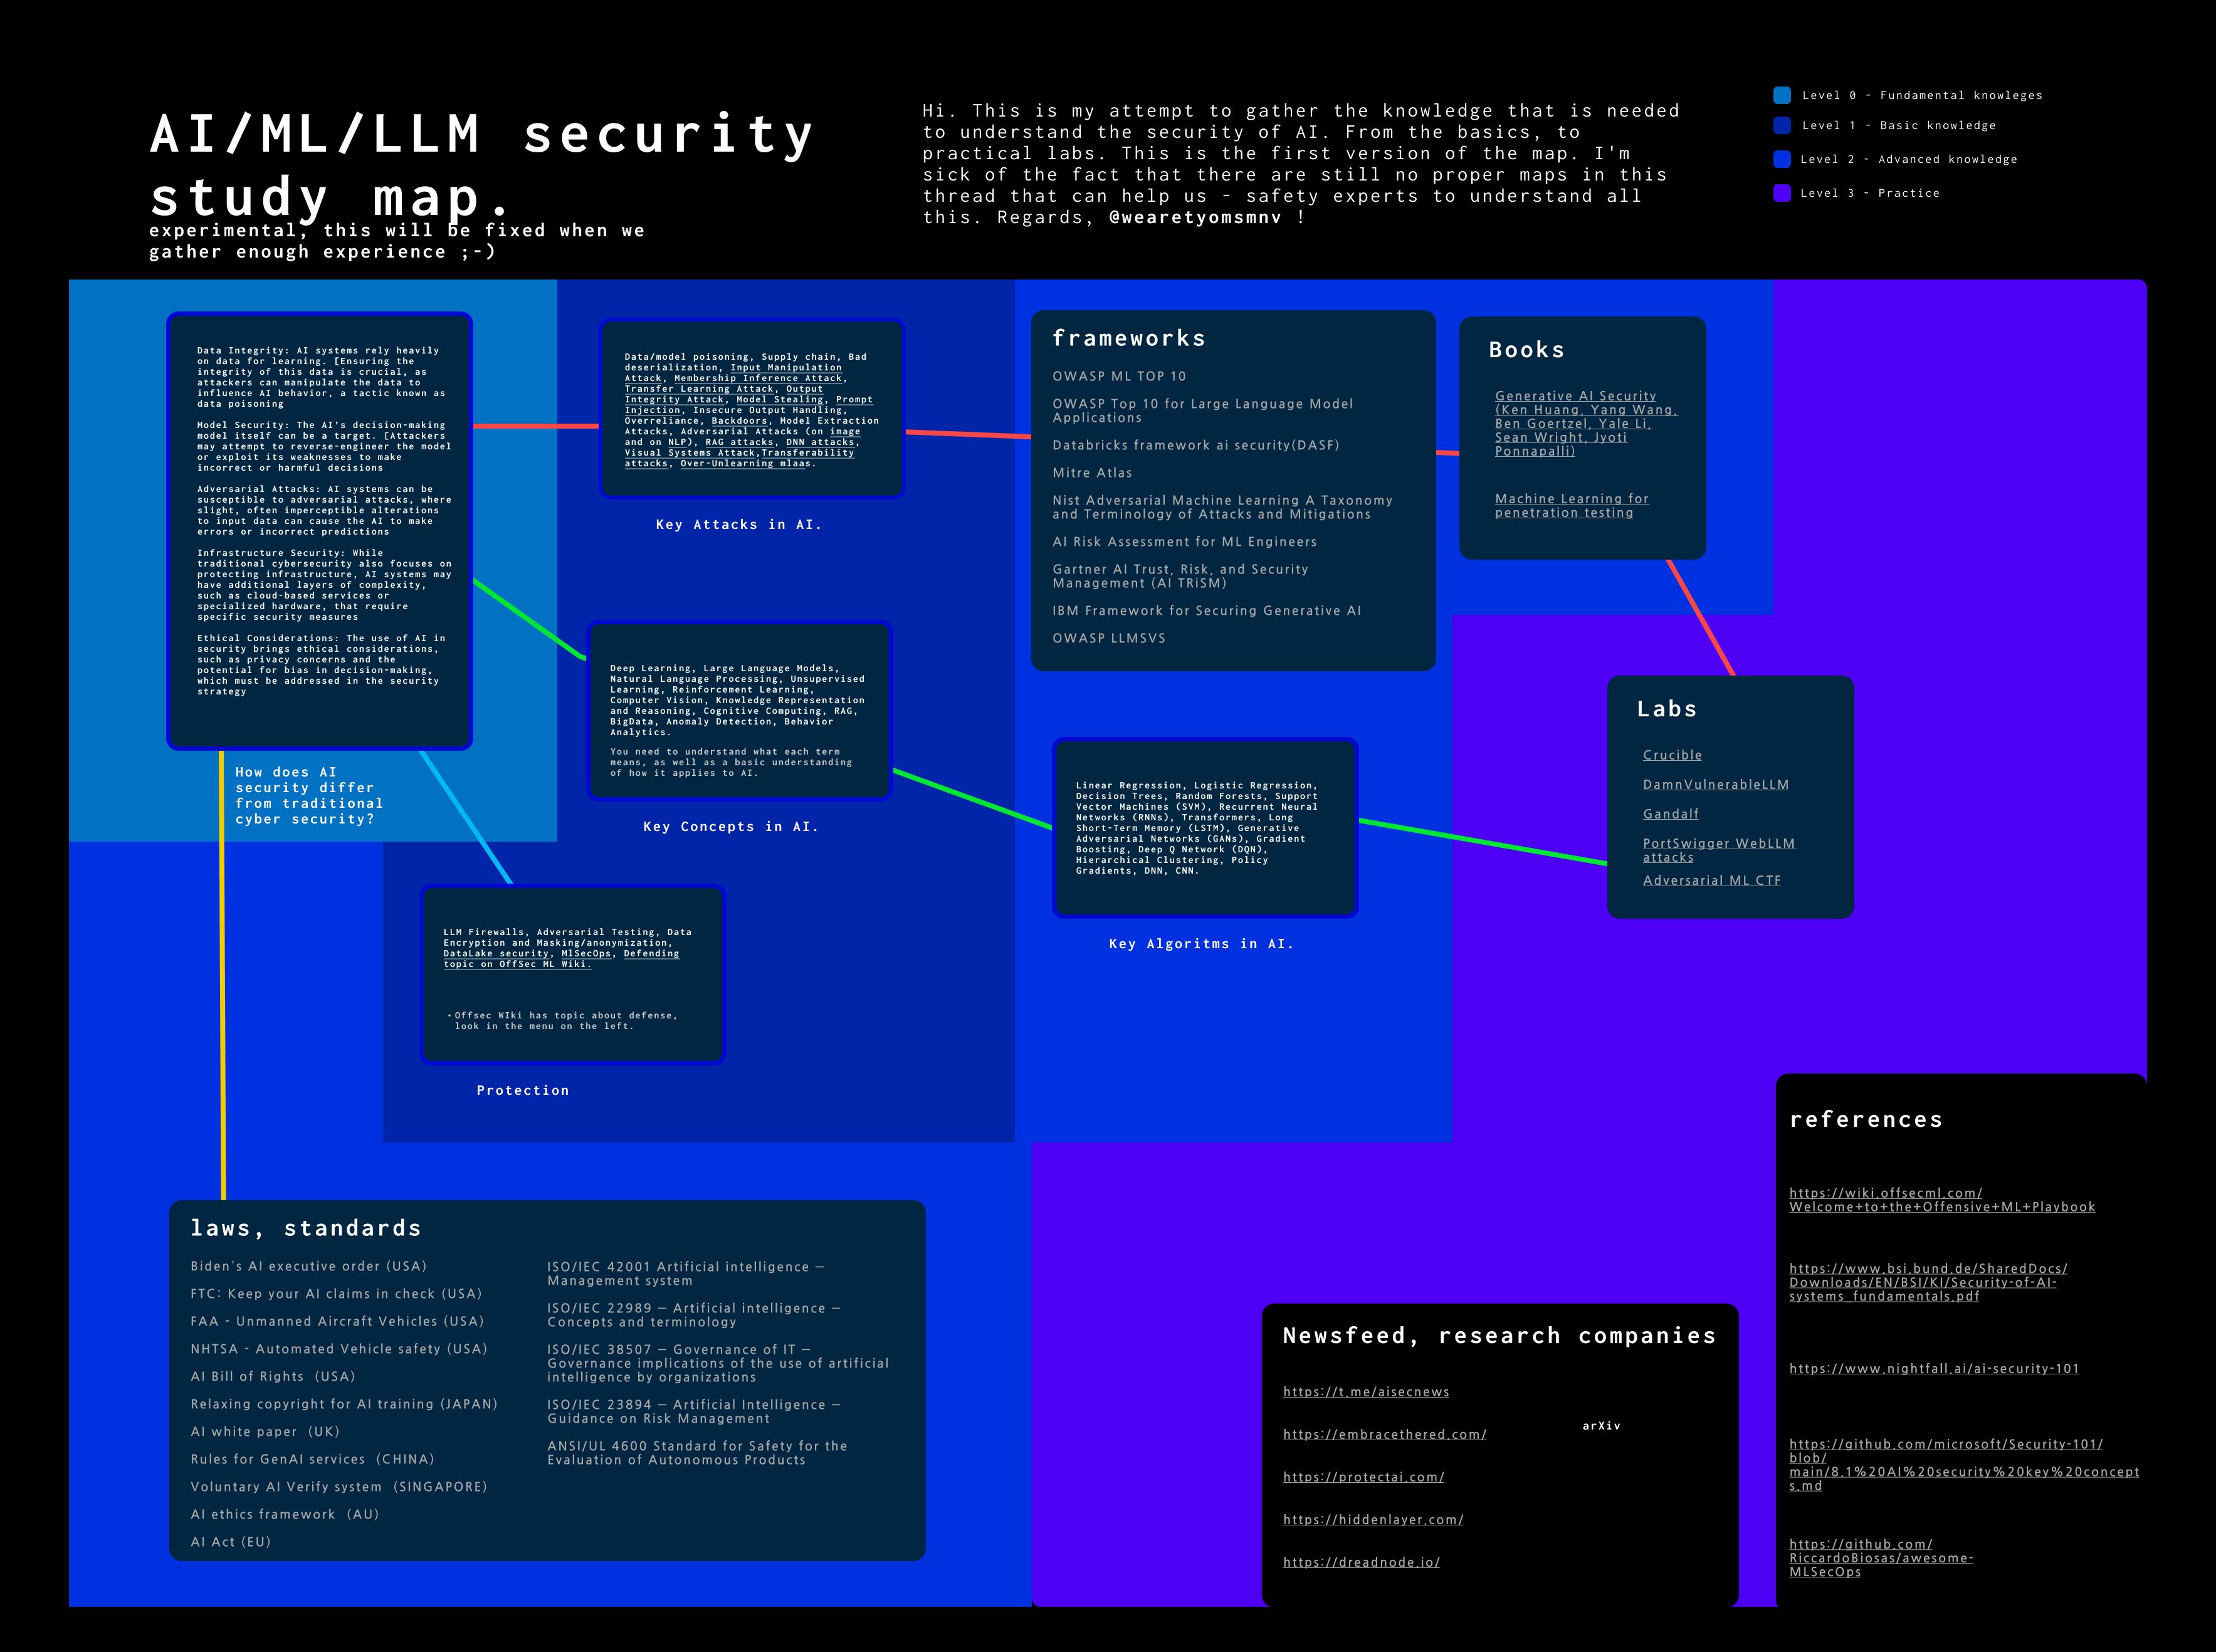 AI/ML/LLM security
study map.
experimental, this will be fixed when we
gather enough experience ;-)
Hi. This is my attempt to gather the knowledge that is needed
to understand the security of AI. From the basics, to
practical labs. This is the first version of the map. I'm
sick of the fact that there are still no proper maps in this
thread that can help us - safety experts to understand all
this. Regards, @wearetyomsmnv !
Level 0 - Fundamental knowleges
Level 1 - Basic knowledge
Level 2 - Advanced knowledge
Level 3 - Practice
Data Integrity: AI systems rely heavily
on data for learning. [Ensuring the
integrity of this data is crucial, as
attackers can manipulate the data to
influence AI behavior, a tactic known as
data poisoning
Model Security: The AI's decision-making
model itself can be a target. [Attackers
may attempt to reverse-engineer the model
or exploit its weaknesses to make
incorrect or harmful decisions
Adversarial Attacks: AI systems can be
susceptible to adversarial attacks, where
slight, often imperceptible alterations
to input data can cause the AI to make
errors or incorrect predictions
Infrastructure Security: While
traditional cybersecurity also focuses on
protecting infrastructure, AI systems may
have additional layers of complexity,
such as cloud-based services or
specialized hardware, that require
specific security measures
Ethical Considerations: The use of AI in
security brings ethical considerations,
such as privacy concerns and the
potential for bias in decision-making,
which must be addressed in the security
strategy
How does AI
security differ
from traditional
cyber security?
Data/model poisoning, Supply chain, Bad
deserialization, Input Manipulation
Attack, Membership Inference Attack,
Transfer Learning Attack, Output
Integrity Attack, Model Stealing, Prompt
Injection, Insecure Output Handling,
Overreliance, Backdoors, Model Extraction
Attacks, Adversarial Attacks (on image
and on NLP), RAG attacks, DNN attacks,
Visual Systems Attack,Transferability
attacks, Over-Unlearning mlaas.
Key Attacks in AI.
Deep Learning, Large Language Models,
Natural Language Processing, Unsupervised
Learning, Reinforcement Learning,
Computer Vision, Knowledge Representation
and Reasoning, Cognitive Computing, RAG,
BigData, Anomaly Detection, Behavior
Analytics.
You need to understand what each term
means, as well as a basic understanding
of how it applies to AI.
Key Concepts in AI.
LLM Firewalls, Adversarial Testing, Data
Encryption and Masking/anonymization,
DataLake security, MlSecOps, Defending
topic on OffSec ML Wiki.
•Offsec WIki has topic about defense,
look in the menu on the left.
Protection
frameworks
OWASP ML TOP 10
OWASP Top 10 for Large Language Model
Applications
Databricks framework ai security(DASF)
Mitre Atlas
Nist Adversarial Machine Learning A Taxonomy
and Terminology of Attacks and Mitigations
AI Risk Assessment for ML Engineers
Gartner AI Trust, Risk, and Security
Management (AI TRiSM)
IBM Framework for Securing Generative AI
OWASP LLMSVS
Books
Generative AI Security
(Ken Huang, Yang Wang,
Ben Goertzel, Yale Li,
Sean Wright, Jyoti
Ponnapalli)
Machine Learning for
penetration testing
Linear Regression, Logistic Regression,
Decision Trees, Random Forests, Support
Vector Machines (SVM), Recurrent Neural
Networks (RNNs), Transformers, Long
Short-Term Memory (LSTM), Generative
Adversarial Networks (GANs), Gradient
Boosting, Deep Q Network (DQN),
Hierarchical Clustering, Policy
Gradients, DNN, CNN.
Key Algoritms in AI.
Labs
Crucible
DamnVulnerableLLM
Gandalf
PortSwigger WebLLM
attacks
Adversarial ML CTF
laws, standards
Biden's AI executive order (USA)
FTC: Keep your AI claims in check (USA)
FAA - Unmanned Aircraft Vehicles (USA)
NHTSA - Automated Vehicle safety (USA)
AI Bill of Rights (USA)
Relaxing copyright for AI training (JAPAN)
AI white paper (UK)
Rules for GenAI services (CHINA)
Voluntary AI Verify system (SINGAPORE)
AI ethics framework (AU)
AI Act (EU)
ISO/IEC 42001 Artificial intelligence —
Management system
ISO/IEC 22989 — Artificial intelligence —
Concepts and terminology
ISO/IEC 38507 — Governance of IT —
Governance implications of the use of artificial
intelligence by organizations
ISO/IEC 23894 — Artificial Intelligence —
Guidance on Risk Management
ANSI/UL 4600 Standard for Safety for the
Evaluation of Autonomous Products
Newsfeed, research companies
https://t.me/aisecnews
https://embracethered.com/
https://protectai.com/
https://hiddenlayer.com/
https://dreadnode.io/
arXiv
references
https://wiki.offsecml.com/
Welcome+to+the+Offensive+ML+Playbook
https://www.bsi.bund.de/SharedDocs/
Downloads/EN/BSI/KI/Security-of-AI-
systems_fundamentals.pdf
https://www.nightfall.ai/ai-security-101
https://github.com/microsoft/Security-101/
blob/
main/8.1%20AI%20security%20key%20concept
s.md
https://github.com/
RiccardoBiosas/awesome-
MLSecOps